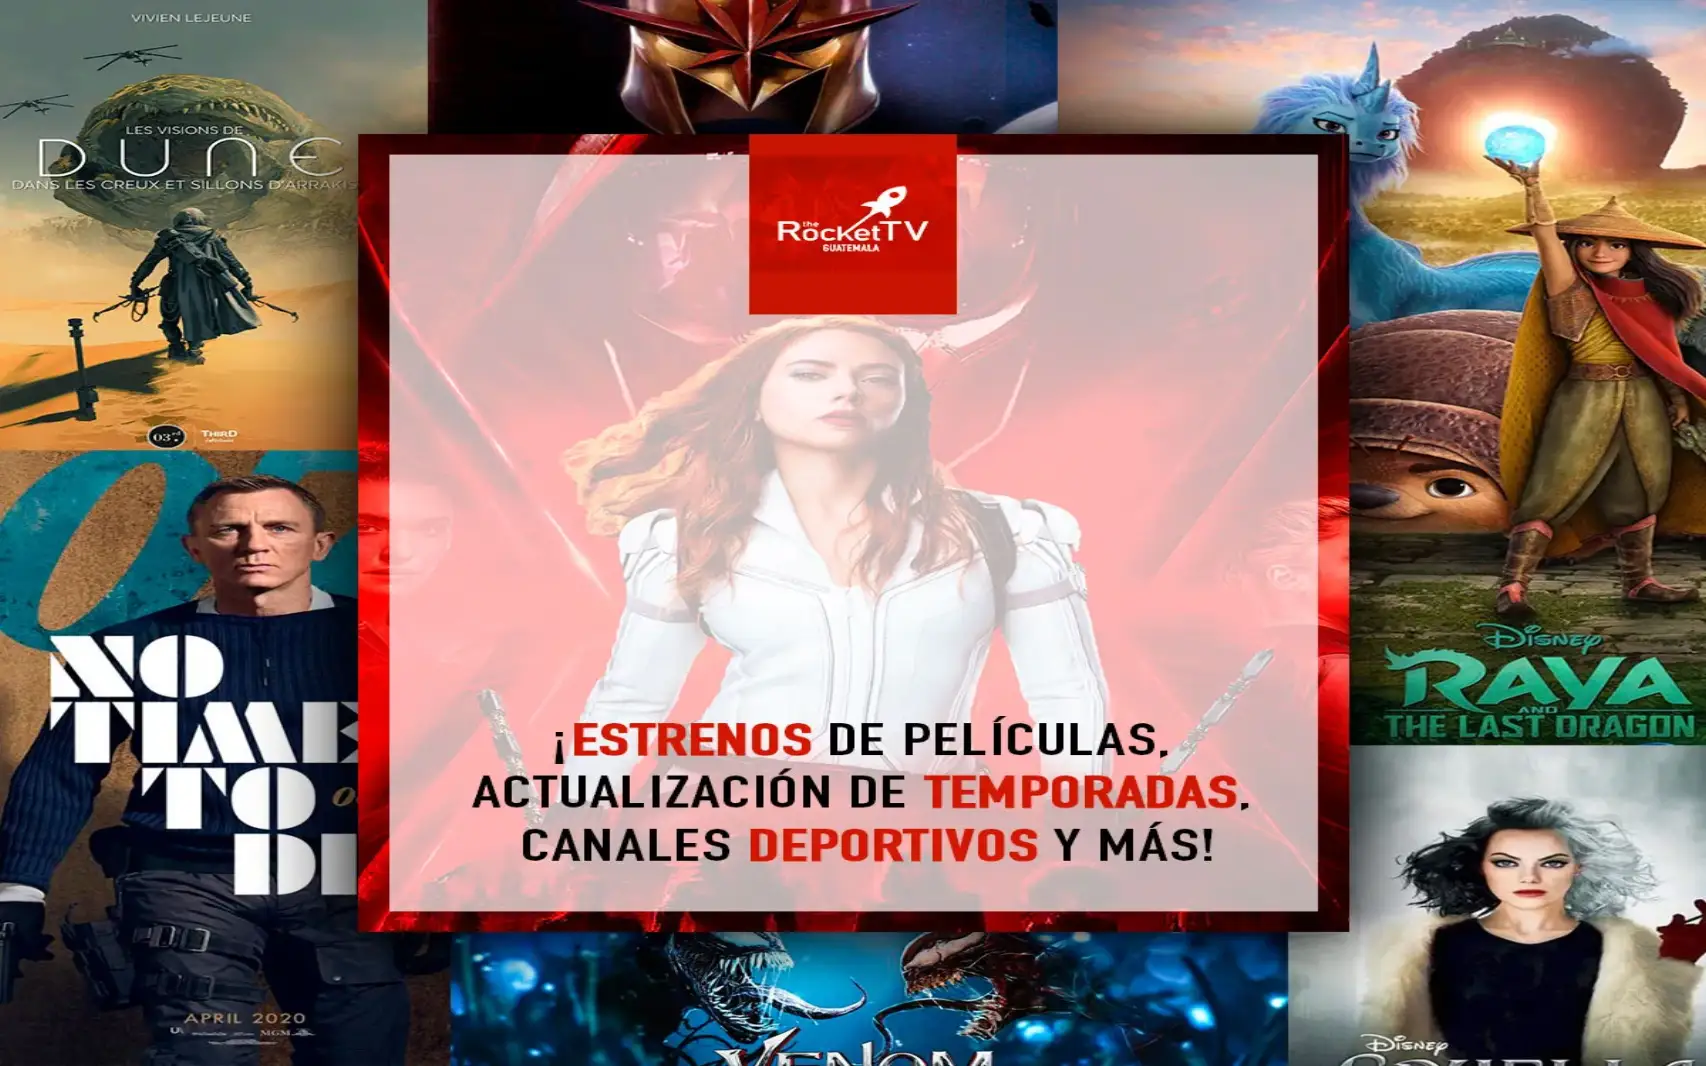 VIVIEN LEJEUNE
LES VISIONS DE
DUNE
DANS LES CREUX ET SILLONS D'ARRAKIS
03rd
THIRD
the
RocketTV
GUATEMALA
NO
TIME
TO
DI
APRIL 2020
MGM
¡ESTRENOS DE PELÍCULAS,
ACTUALIZACIÓN DE TEMPORADAS,
CANALES DEPORTIVOS Y MÁS!
DISNEY
RAYA
AND
THE LAST DRAGON
VENOM
DISNEY